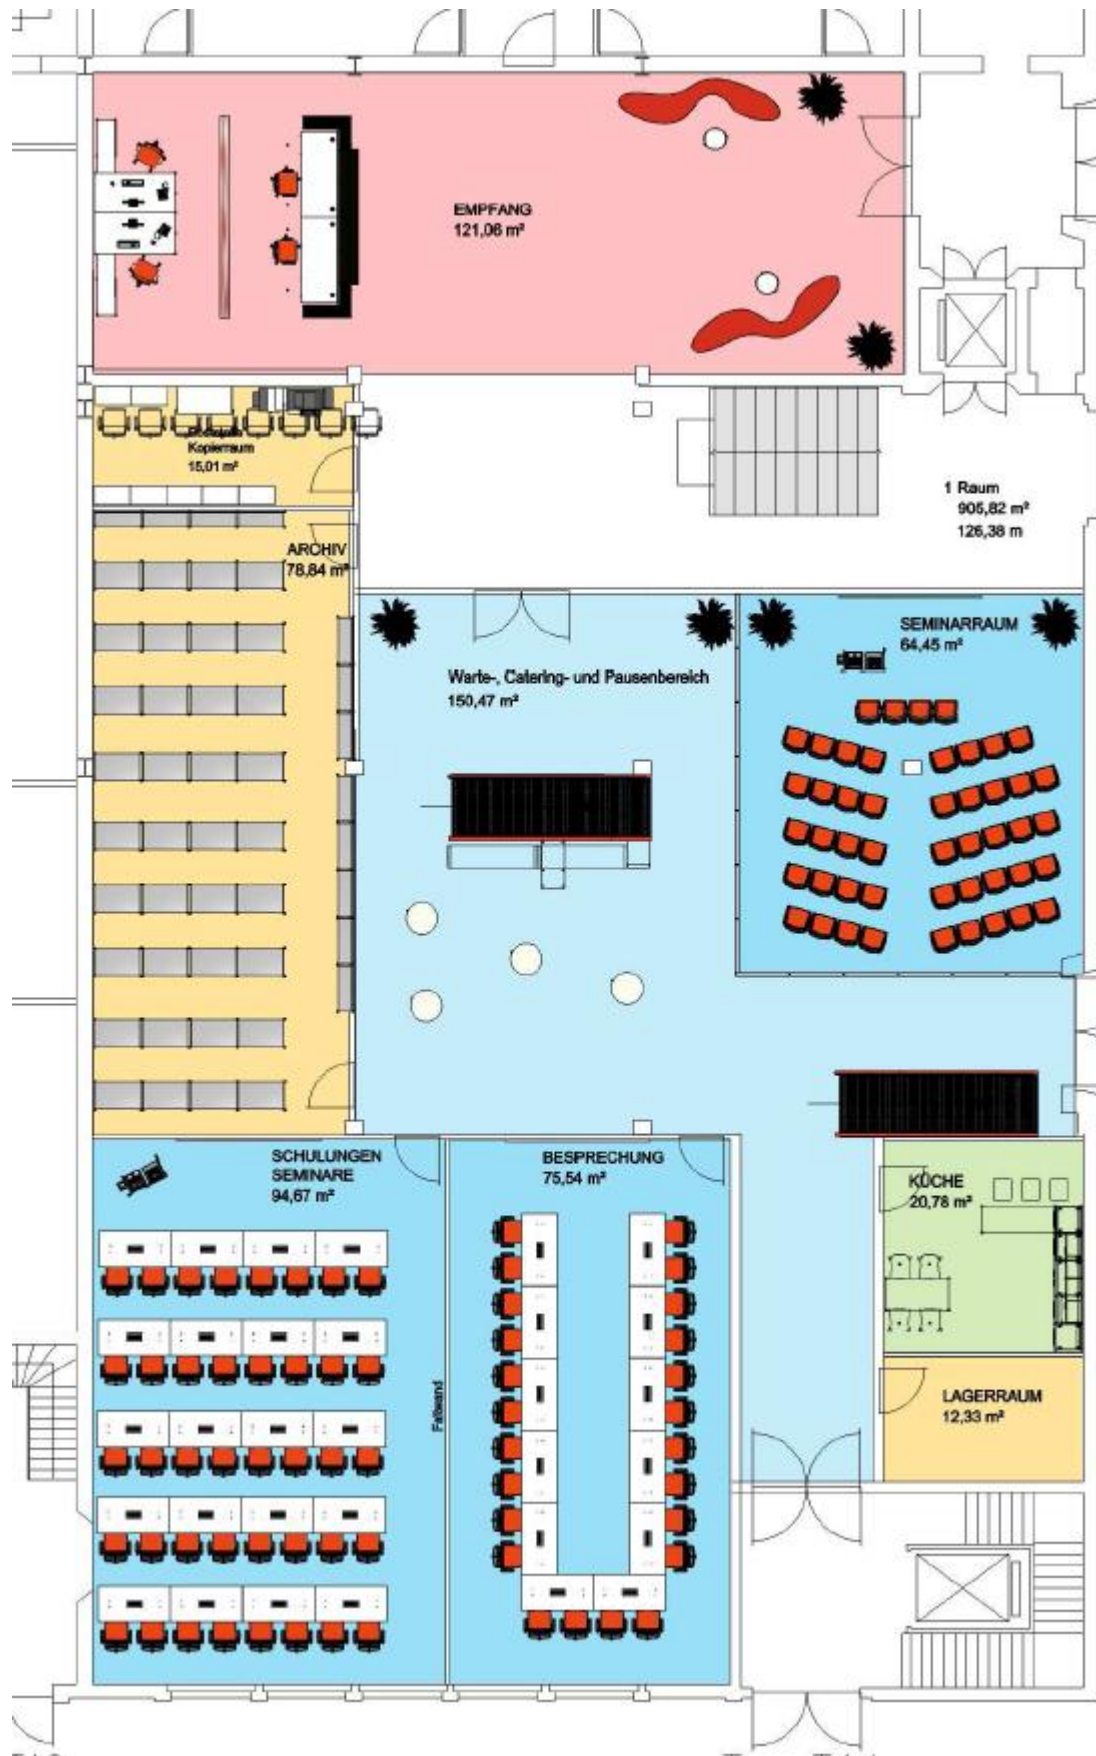 EMPFANG
121,06 m²
Kopierraum
15,01 m²
1 Raum
905,82 m²
126,38 m
ARCHIV
78,84 m²
SEMINARRAUM
64,45 m²
Warte-, Catering- und Pausenbereich
150,47 m²
SCHULUNGEN
SEMINARE
94,67 m²
BESPRECHUNG
75,54 m²
KÜCHE
20,78 m²
Faltwand
LAGERRAUM
12,33 m²